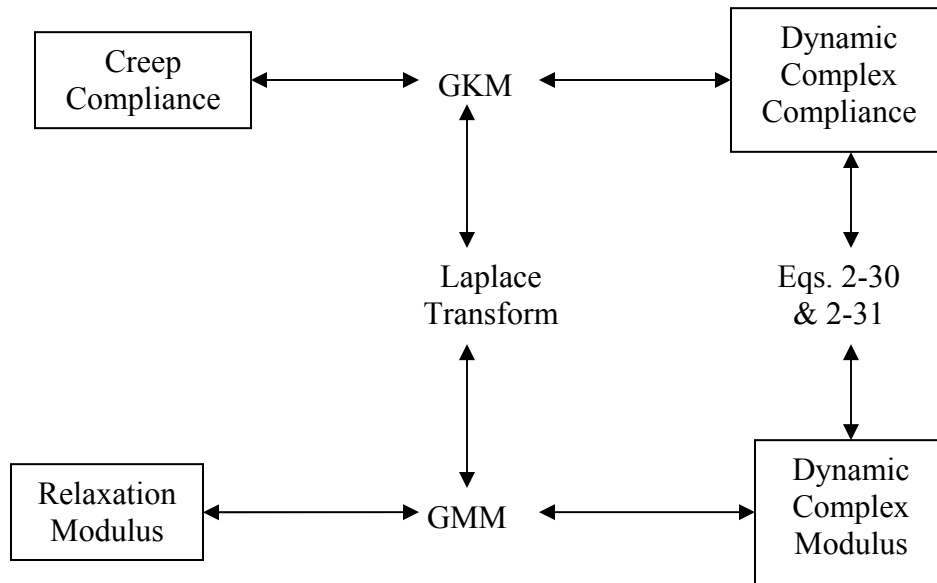 Creep
Compliance
GKM
Dynamic
Complex
Compliance
Laplace
Transform
Eqs. 2-30
& 2-31
Relaxation
Modulus
GMM
Dynamic
Complex
Modulus